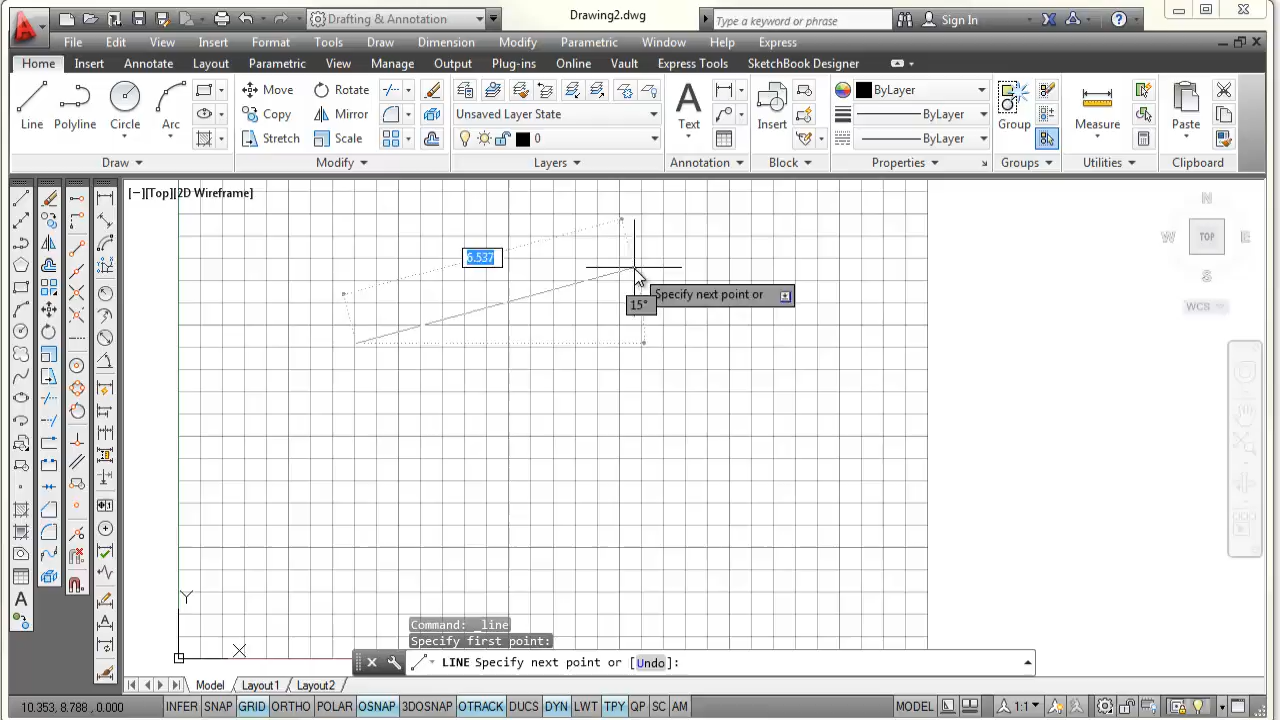 Drafting & Annotation
Drawing2.dwg
Type a keyword or phrase
Sign In
File Edit View Insert Format Tools Draw Dimension Modify Parametric Window Help Express
Home Insert Annotate Layout Parametric View Manage Output Plug-ins Online Vault Express Tools SketchBook Designer
Line Polyline Circle Arc
Move Rotate
Copy Mirror
Stretch Scale
Unsaved Layer State
0
Text
Insert
ByLayer
ByLayer
ByLayer
Group
Measure
Paste
Draw Modify Layers Annotation Block Properties Groups Utilities Clipboard
[−][Top][2D Wireframe]
N
W TOP E
S
WCS
6.537
Specify next point or
15°
Y
X
A
Command: _line
Specify first point:
LINE Specify next point or [Undo]:
Model Layout1 Layout2
10.353, 8.788, 0.000
INFER SNAP GRID ORTHO POLAR OSNAP 3DOSNAP OTRACK DUCS DYN LWT TPY QP SC AM
MODEL
1:1